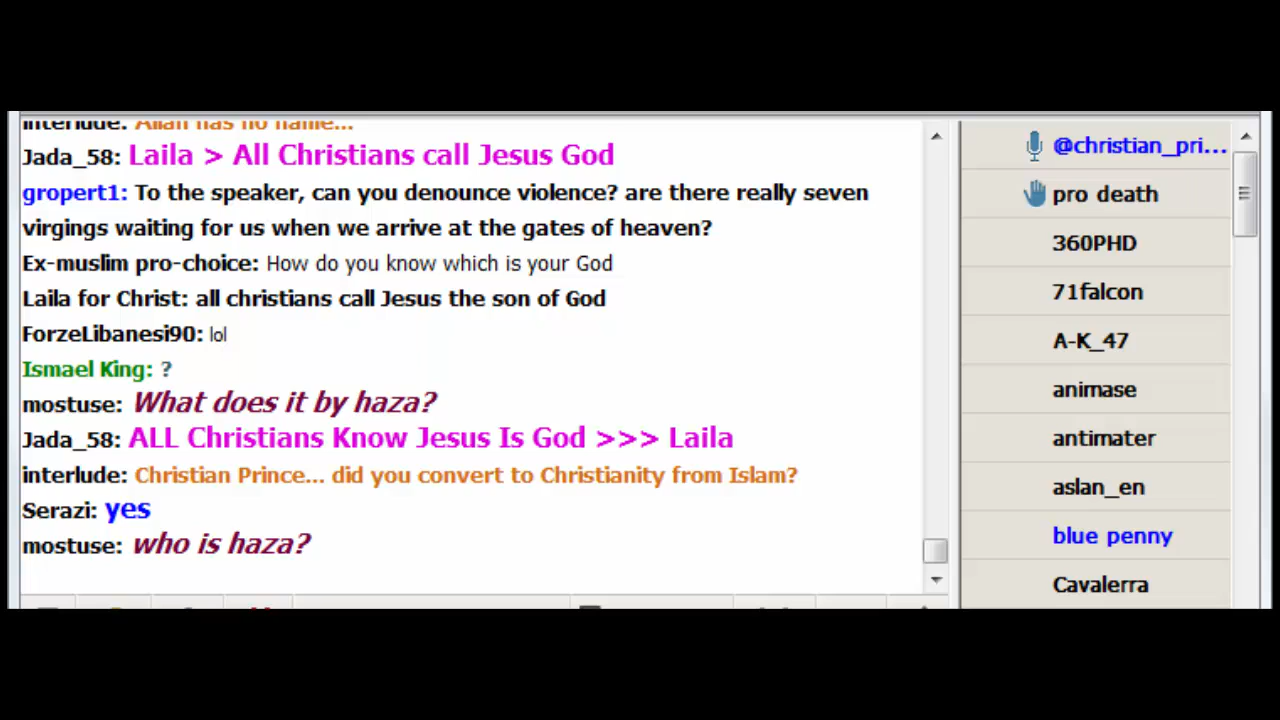 interlude: Allah has no name...
Jada_58: Laila > All Christians call Jesus God
gropert1: To the speaker, can you denounce violence? are there really seven
virgings waiting for us when we arrive at the gates of heaven?
Ex-muslim pro-choice: How do you know which is your God
Laila for Christ: all christians call Jesus the son of God
ForzeLibanesi90: lol
Ismael King: ?
mostuse: What does it by haza?
Jada_58: ALL Christians Know Jesus Is God >>> Laila
interlude: Christian Prince... did you convert to Christianity from Islam?
Serazi: yes
mostuse: who is haza?
@christian_pri...
pro death
360PHD
71falcon
A-K_47
animase
antimater
aslan_en
blue penny
Cavalerra